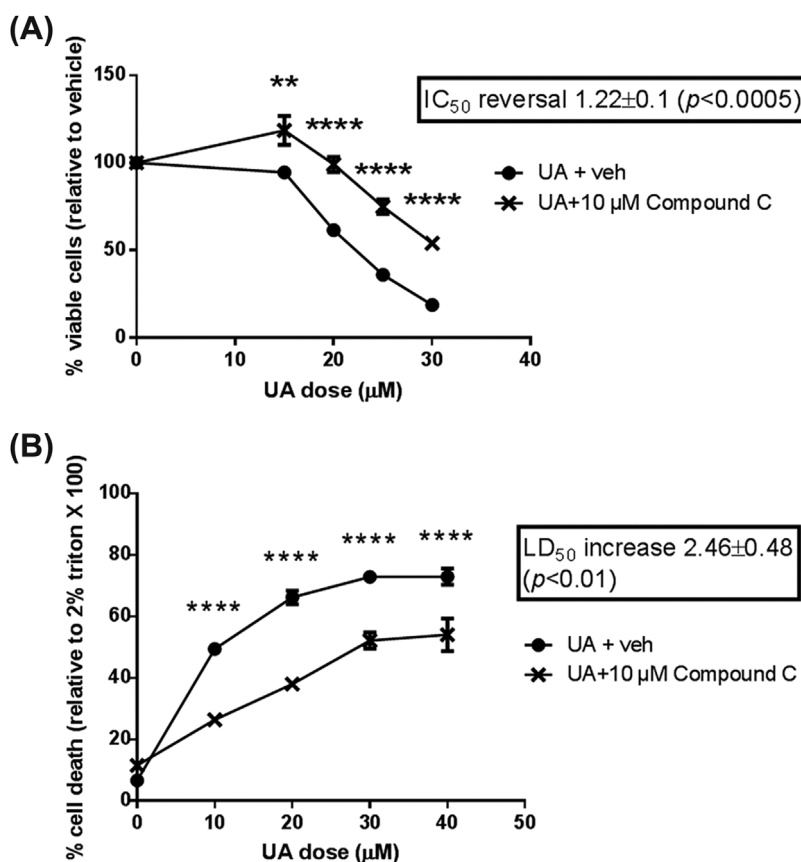 (A)
150
100
50
0
% viable cells (relative to vehicle)
**
****
****
****
IC50 reversal 1.22±0.1 (p<0.0005)
UA + veh
UA+10 µM Compound C
0 10 20 30 40
UA dose (µM)
(B)
100
80
60
40
20
0
% cell death (relative to 2% triton X 100)
****
****
****
****
LD50 increase 2.46±0.48
(p<0.01)
UA + veh
UA+10 µM Compound C
0 10 20 30 40 50
UA dose (µM)